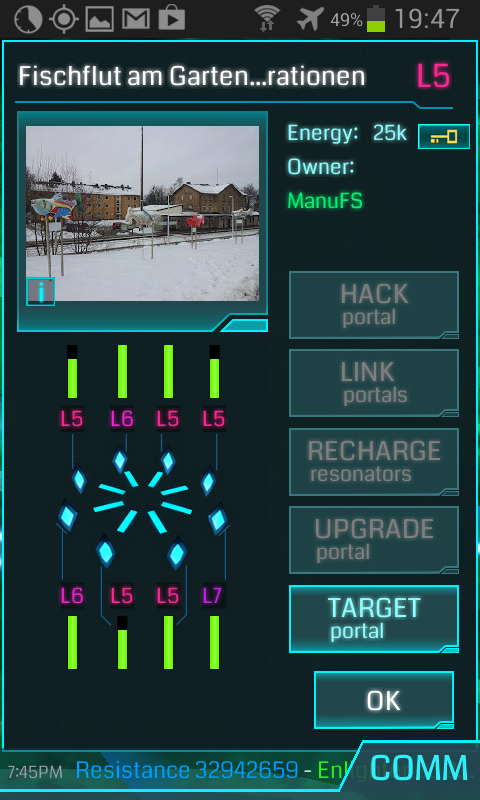 49% 19:47
Fischflut am Garten...rationen L5
Energy: 25k
Owner:
ManuFS
i
HACK
portal
LINK
portals
L5 L6 L5 L5
RECHARGE
resonators
UPGRADE
portal
L6 L5 L5 L7
TARGET
portal
OK
7:45PM Resistance 32942659 - Enl
COMM